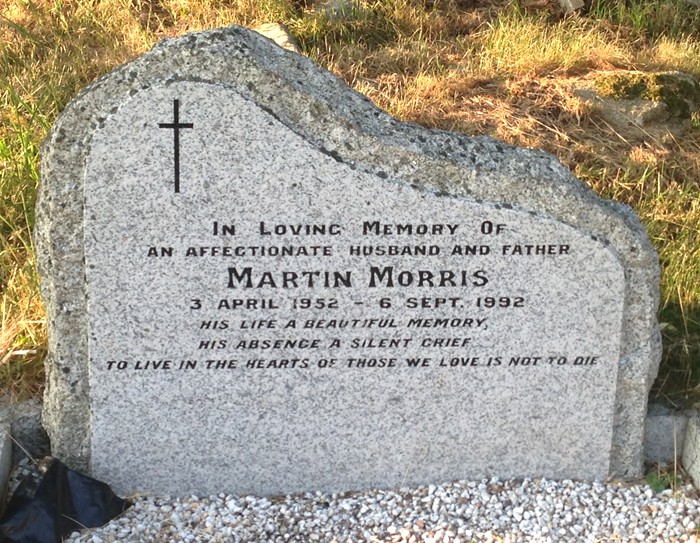 In Loving Memory Of
AN AFFECTIONATE HUSBAND AND FATHER
MARTIN MORRIS
3 APRIL 1952 - 6 SEPT. 1992
HIS LIFE A BEAUTIFUL MEMORY,
HIS ABSENCE A SILENT GRIEF.
TO LIVE IN THE HEARTS OF THOSE WE LOVE IS NOT TO DIE